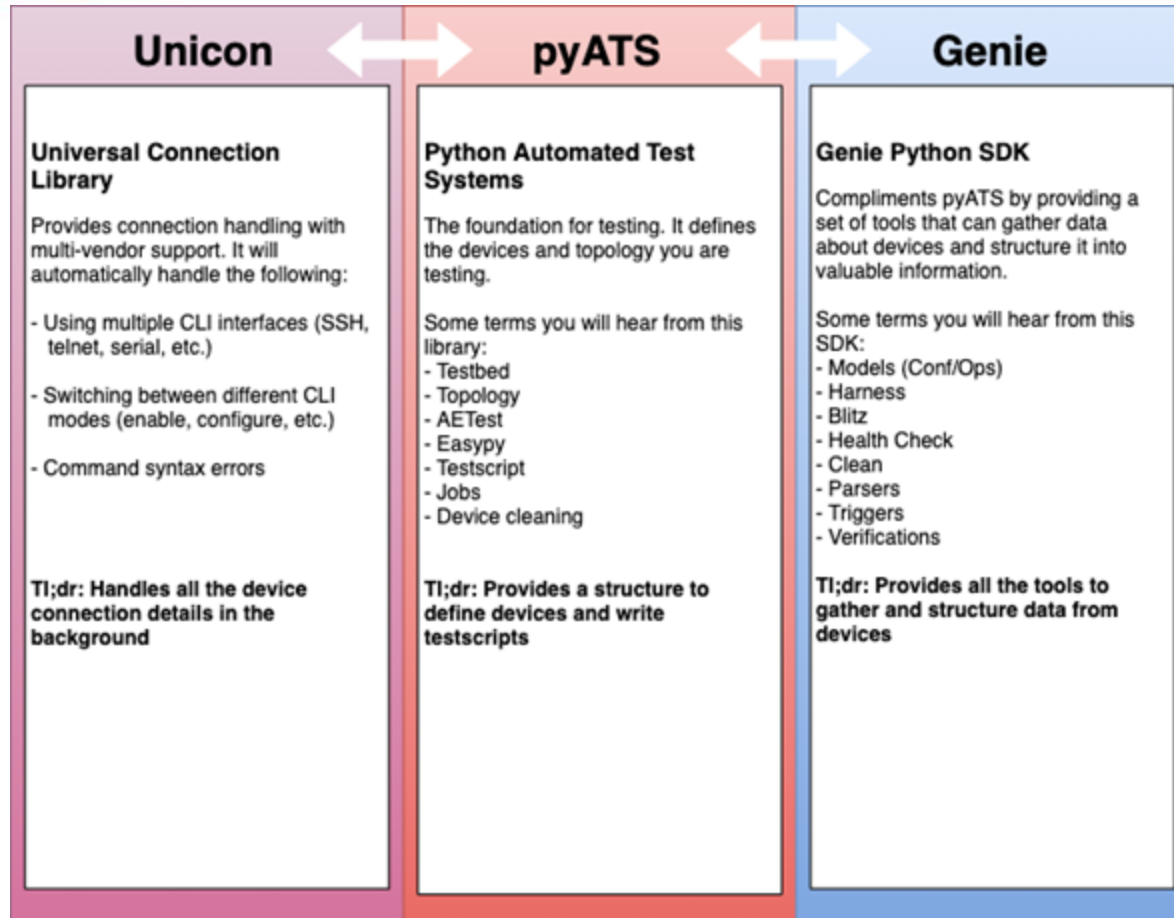 Unicon
pyATS
Genie
Universal Connection
Library
Provides connection handling with
multi-vendor support. It will
automatically handle the following:
- Using multiple CLI interfaces (SSH,
telnet, serial, etc.)
- Switching between different CLI
modes (enable, configure, etc.)
- Command syntax errors
Tl;dr: Handles all the device
connection details in the
background
Python Automated Test
Systems
The foundation for testing. It defines
the devices and topology you are
testing.
Some terms you will hear from this
library:
- Testbed
- Topology
- AETest
- Easypy
- Testscript
- Jobs
- Device cleaning
Tl;dr: Provides a structure to
define devices and write
testscripts
Genie Python SDK
Compliments pyATS by providing a
set of tools that can gather data
about devices and structure it into
valuable information.
Some terms you will hear from this
SDK:
- Models (Conf/Ops)
- Harness
- Blitz
- Health Check
- Clean
- Parsers
- Triggers
- Verifications
Tl;dr: Provides all the tools to
gather and structure data from
devices